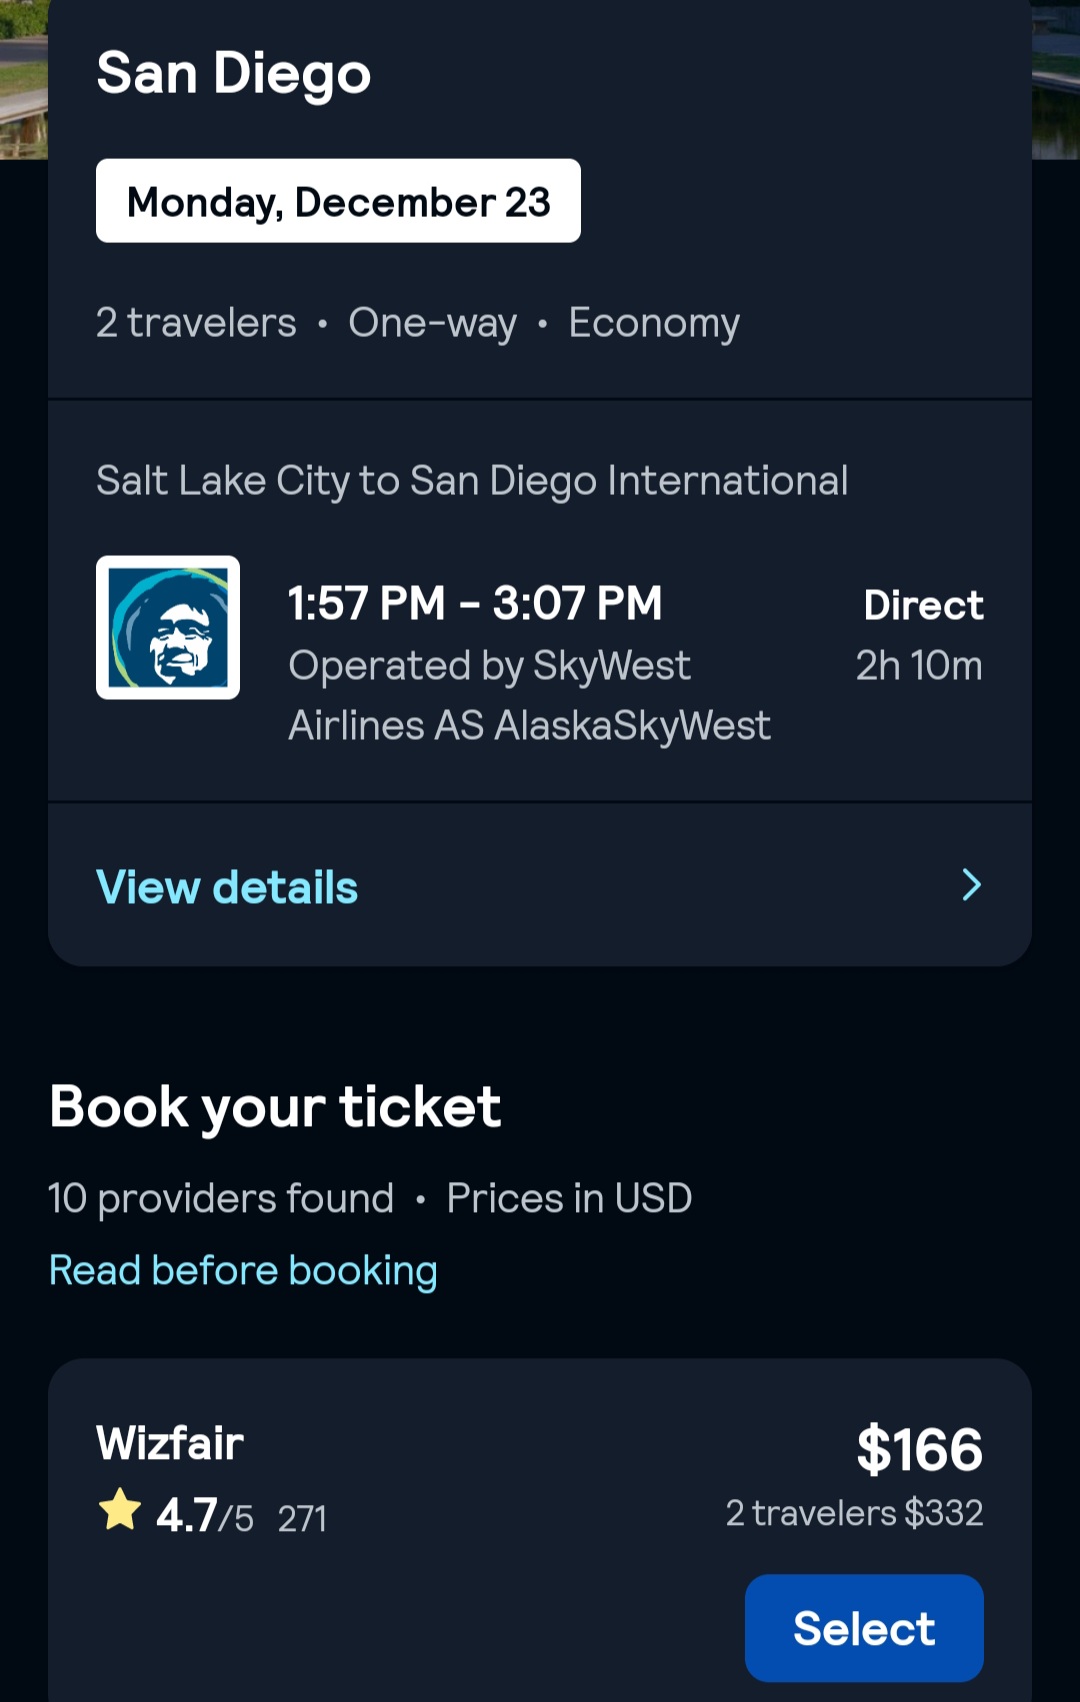 San Diego
Monday, December 23
2 travelers • One-way • Economy
Salt Lake City to San Diego International
1:57 PM – 3:07 PM
Direct
Operated by SkyWest
2h 10m
Airlines AS AlaskaSkyWest
View details
Book your ticket
10 providers found • Prices in USD
Read before booking
Wizfair
$166
4.7/5 271
2 travelers $332
Select